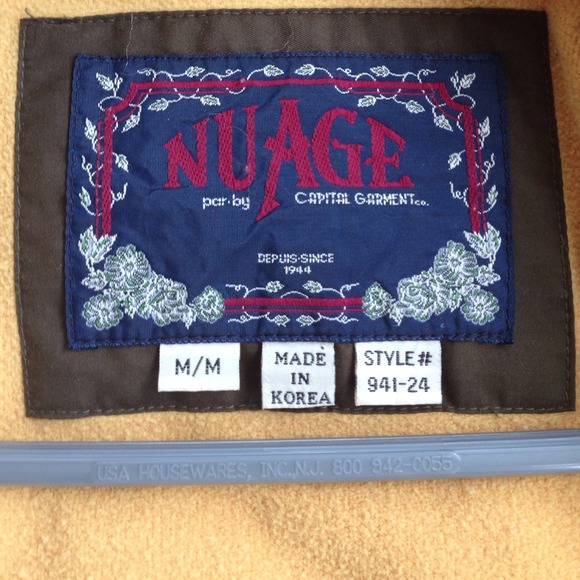 NUAGE
par·by CAPITAL GARMENT co.
DEPUIS·SINCE
1944
M/M
MADE
IN
KOREA
STYLE#
941-24
USA HOUSEWARES, INC., N.J. 800 942-0055